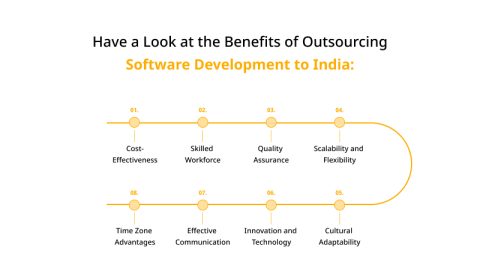 Have a Look at the Benefits of Outsourcing
Software Development to India:
01.
Cost-
Effectiveness
02.
Skilled
Workforce
03.
Quality
Assurance
04.
Scalability and
Flexibility
05.
Cultural
Adaptability
06.
Innovation and
Technology
07.
Effective
Communication
08.
Time Zone
Advantages